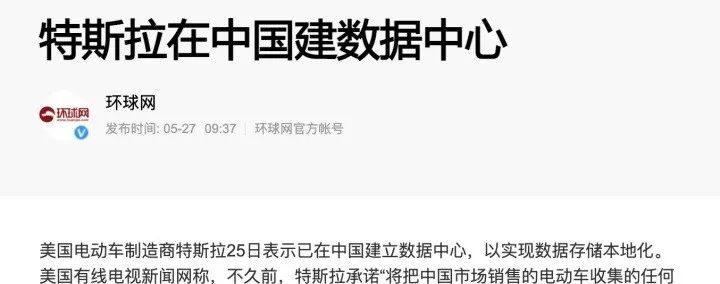 特斯拉在中国建数据中心
环球网
环球网
发布时间: 05-27 09:37 环球网官方帐号
美国电动车制造商特斯拉25日表示已在中国建立数据中心，以实现数据存储本地化。
美国有线电视新闻网称，不久前，特斯拉承诺“将把中国市场销售的电动车收集的任何